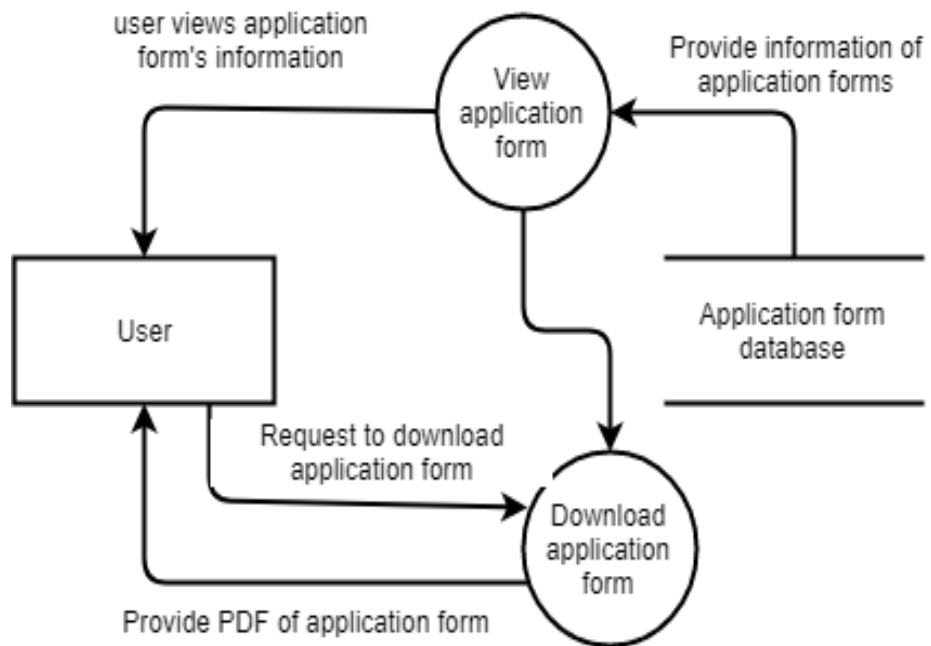 user views application
form's information
Provide information of
application forms
View
application
form
User
Application form
database
Request to download
application form
Download
application
form
Provide PDF of application form